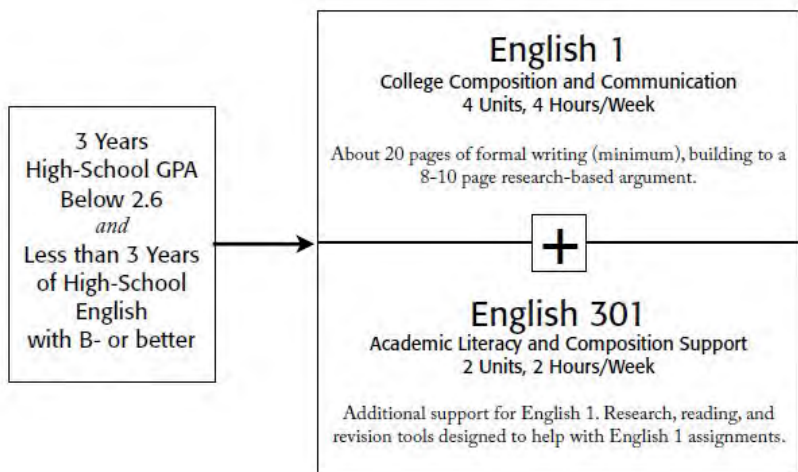 3 Years
High-School GPA
Below 2.6
and
Less than 3 Years
of High-School
English
with B- or better
English 1
College Composition and Communication
4 Units, 4 Hours/Week
About 20 pages of formal writing (minimum), building to a
8-10 page research-based argument.
+
English 301
Academic Literacy and Composition Support
2 Units, 2 Hours/Week
Additional support for English 1. Research, reading, and
revision tools designed to help with English 1 assignments.